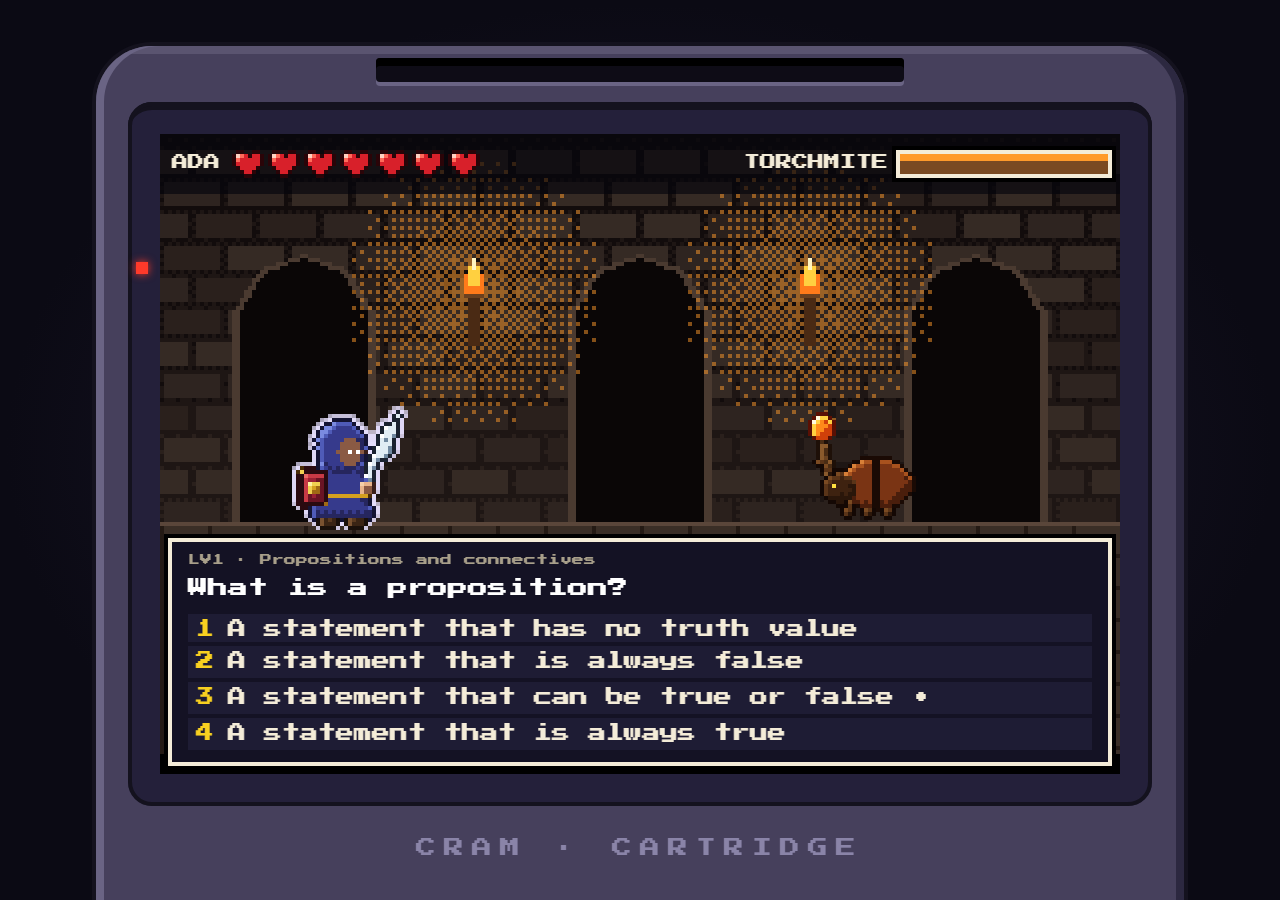 ADA
TORCHMITE
LV1 · Propositions and connectives
What is a proposition?
1 A statement that has no truth value
2 A statement that is always false
3 A statement that can be true or false •
4 A statement that is always true
CRAM · CARTRIDGE